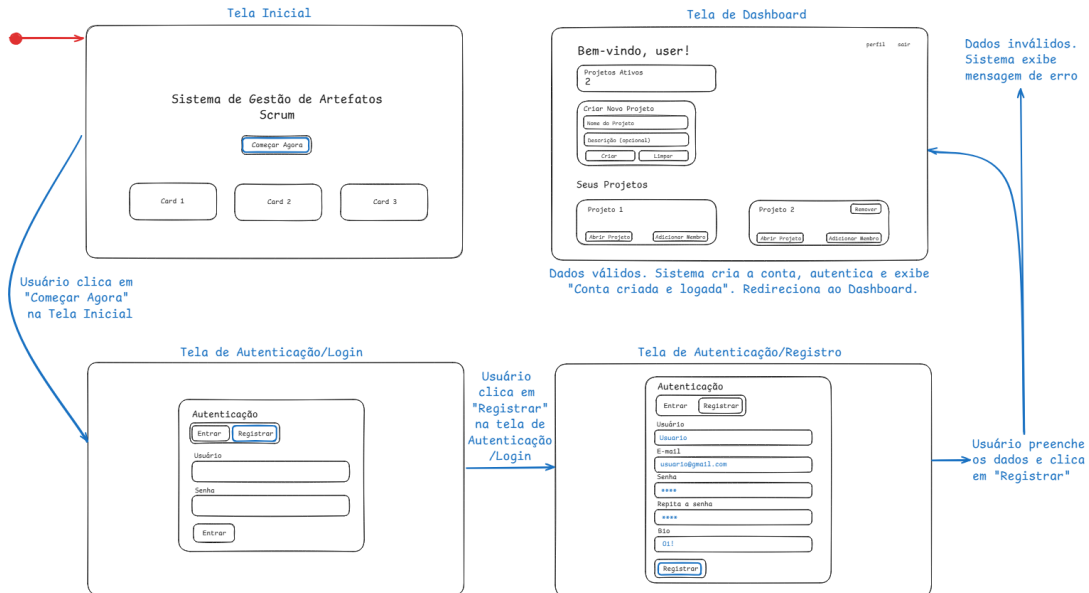 Tela Inicial
Sistema de Gestão de Artefatos
Scrum
Começar Agora
Card 1
Card 2
Card 3
Usuário clica em
"Começar Agora"
na Tela Inicial
Tela de Autenticação/Login
Autenticação
Entrar
Registrar
Usuário
Senha
Entrar
Usuário
clica em
"Registrar"
na tela de
Autenticação
/Login
Tela de Autenticação/Registro
Autenticação
Entrar
Registrar
Usuário
Usuario
E-mail
usuario@gmail.com
Senha
****
Repita a senha
****
Bio
Oi!
Registrar
Usuário preenche
os dados e clica
em "Registrar"
Dados inválidos.
Sistema exibe
mensagem de erro
Tela de Dashboard
Bem-vindo, user!
perfil
sair
Projetos Ativos
2
Criar Novo Projeto
Nome do Projeto
Descrição (opcional)
Criar
Limpar
Seus Projetos
Projeto 1
Abrir Projeto
Adicionar Membro
Projeto 2
Remover
Abrir Projeto
Adicionar Membro
Dados válidos. Sistema cria a conta, autentica e exibe
"Conta criada e logada". Redireciona ao Dashboard.